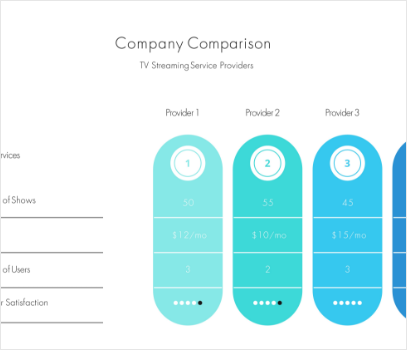 Company Comparison
TV Streaming Service Providers
Provider 1 Provider 2 Provider 3
rvices 1 2 3
of Shows 50 55 45
$12/mo $10/mo $15/mo
of Users 3 2 3
r Satisfaction